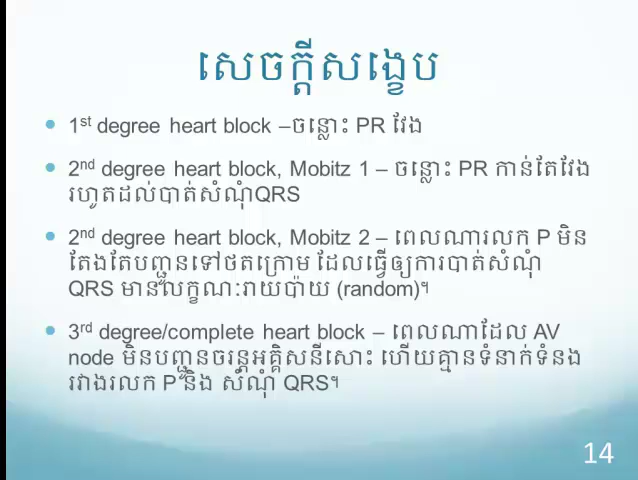 សេចក្តីសង្ខេប
1st degree heart block –ចន្លោះ PR វែង
2nd degree heart block, Mobitz 1 – ចន្លោះ PR កាន់តែវែង
រហូតដល់បាត់សំណុំQRS
2nd degree heart block, Mobitz 2 – ពេលណារលក P មិន
តែងតែបញ្ជូនទៅថតក្រោម ដែលធ្វើឲ្យការបាត់សំណុំ
QRS មានលក្ខណៈរាយប៉ាយ (random)។
3rd degree/complete heart block – ពេលណាដែល AV
node មិនបញ្ជូនចរន្តអគ្គិសនីសោះ ហើយគ្មានទំនាក់ទំនង
រវាងរលក P និង សំណុំ QRS។
14